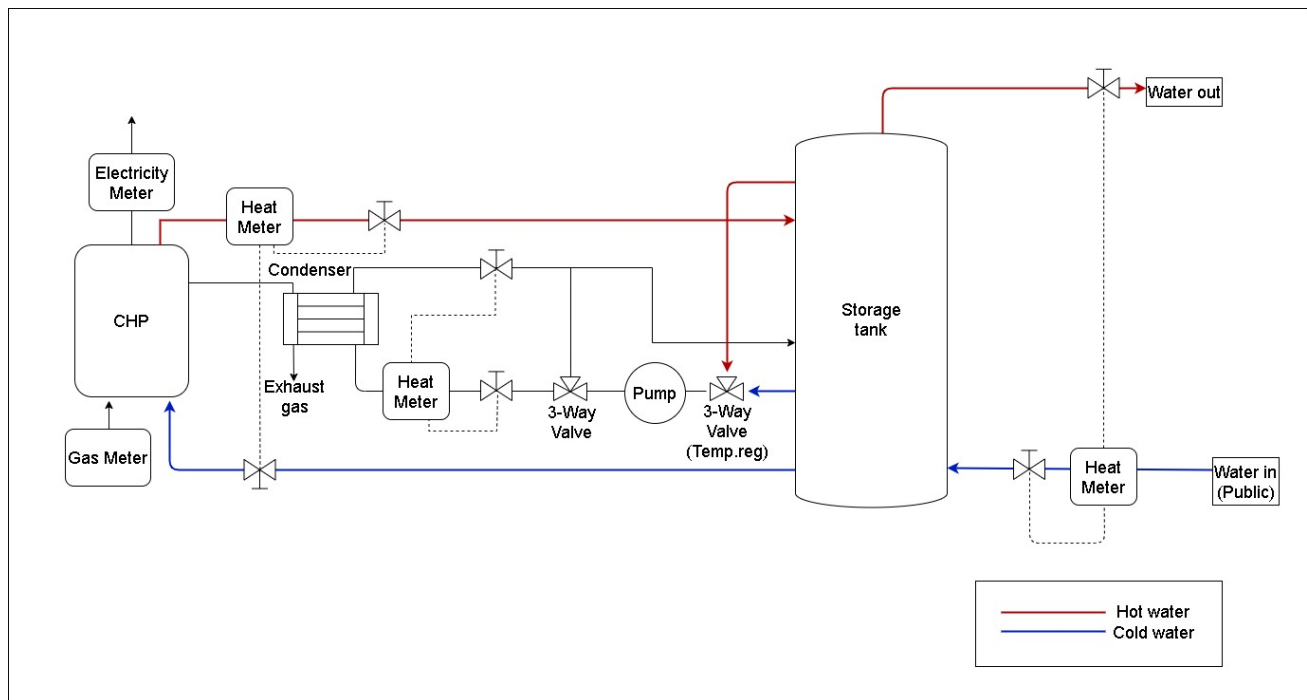 Water out
Electricity
Meter
Heat
Meter
Condenser
CHP
Storage
tank
Exhaust
gas
Heat
Meter
3-Way
Valve
Pump
3-Way
Valve
(Temp.reg)
Gas Meter
Heat
Meter
Water in
(Public)
Hot water
Cold water